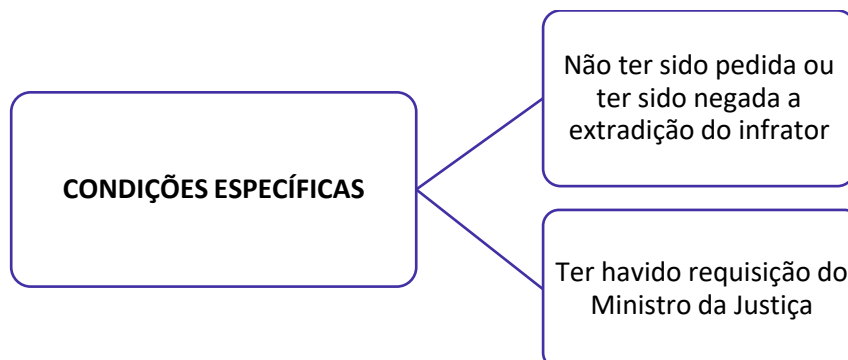 CONDIÇÕES ESPECÍFICAS
Não ter sido pedida ou
ter sido negada a
extradição do infrator
Ter havido requisição do
Ministro da Justiça